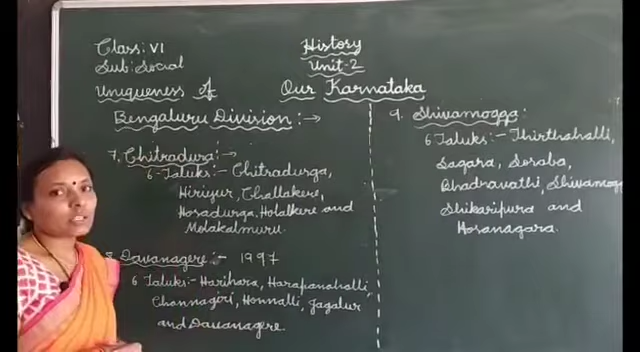 Class: VI
Sub: Social
History
Unit-2
Uniqueness of Our Karnataka
Bengaluru Division :→
7. Chitradurga :→
6-Taluks:- Chitradurga,
Hiriyur, Challakere,
Hosadurga, Holalkere and
Molakalmuru.
8. Davanagere:- 1997
6 Taluks:- Harihara, Harapanahalli,
Channagiri, Honnalli, Jagalur
and Davanagere.
9. Shivamogga:
6 Taluks:- Thirthahalli,
Sagara, Soraba,
Bhadravathi, Shivamogg
Shikaripura and
Hosanagara.